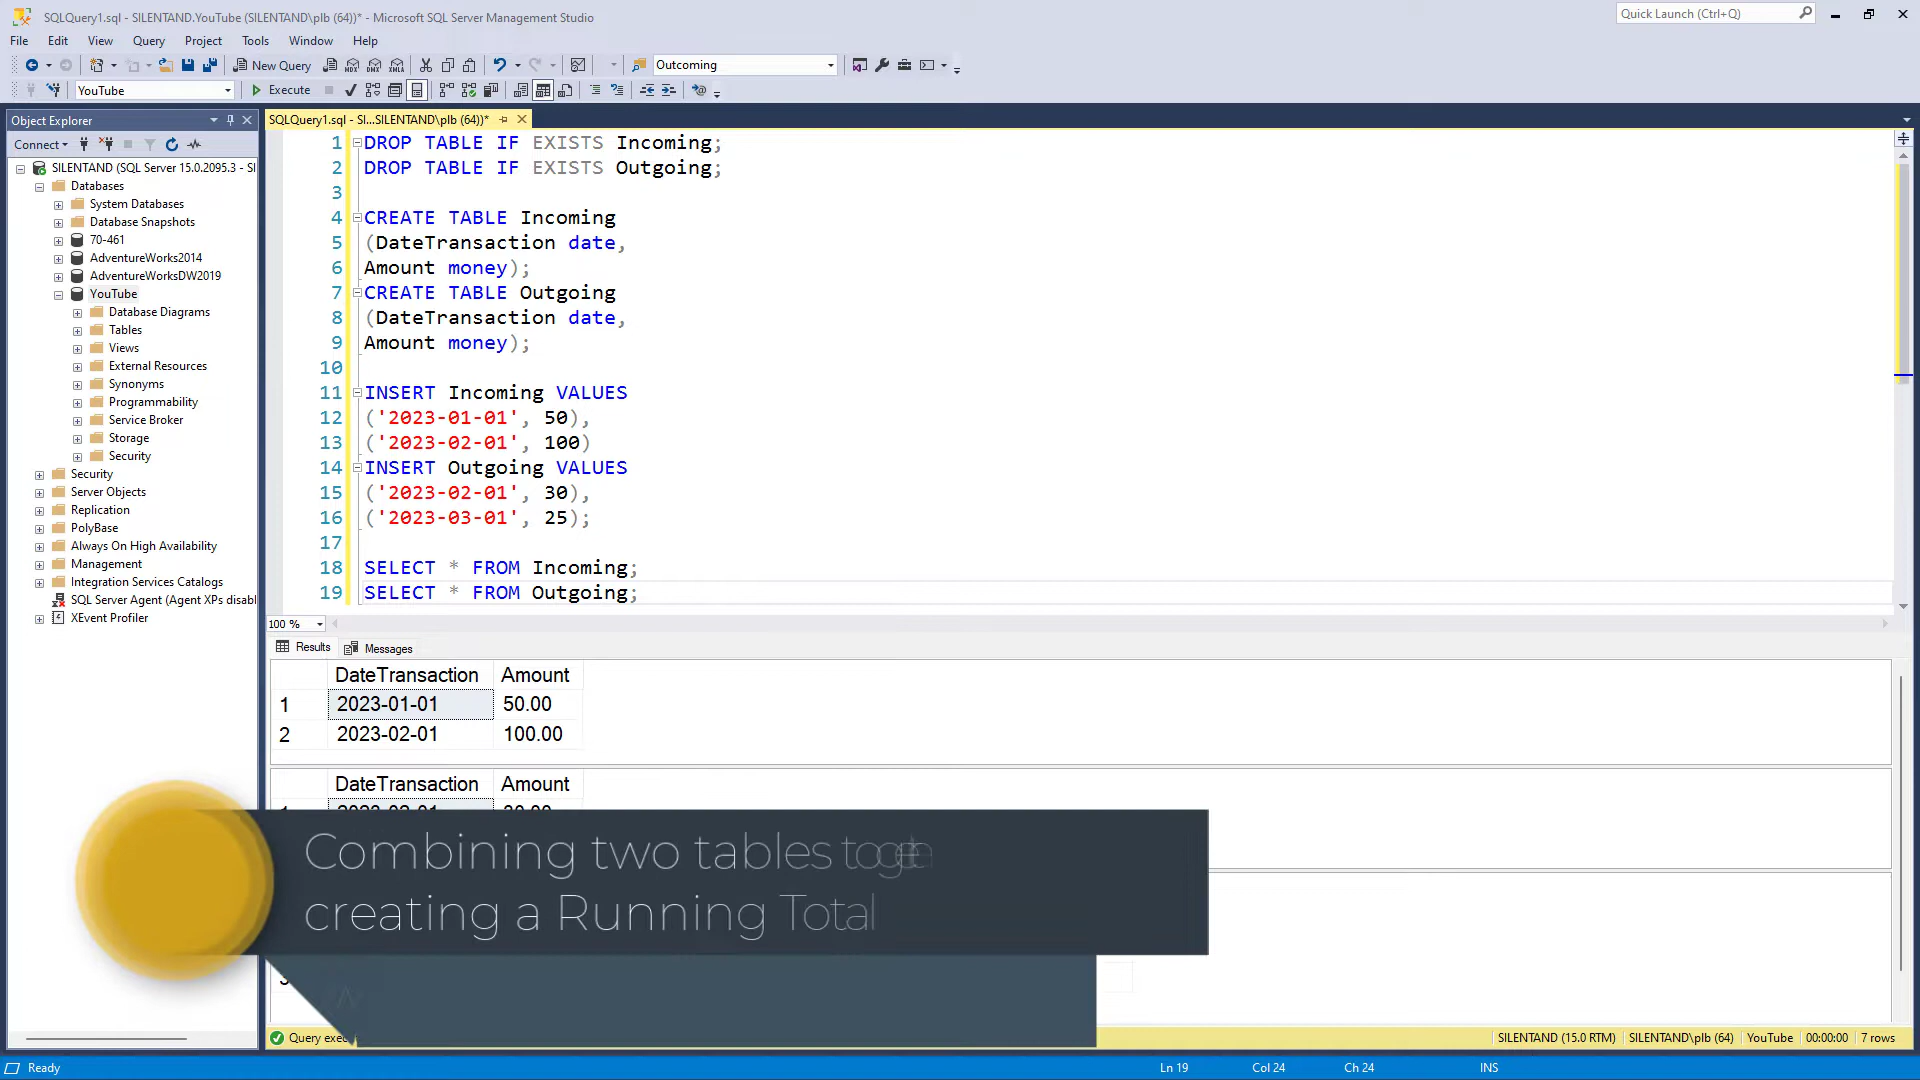 SQLQuery1.sql - SILENTAND.YouTube (SILENTAND\plb (64))* - Microsoft SQL Server Management Studio
Quick Launch (Ctrl+Q)
File Edit View Query Project Tools Window Help
New Query
Outcoming
YouTube
Execute
Object Explorer
SQLQuery1.sql - SI...SILENTAND\plb (64))*
Connect
SILENTAND (SQL Server 15.0.2095.3 - SI
Databases
System Databases
Database Snapshots
70-461
AdventureWorks2014
AdventureWorksDW2019
YouTube
Database Diagrams
Tables
Views
External Resources
Synonyms
Programmability
Service Broker
Storage
Security
Security
Server Objects
Replication
PolyBase
Always On High Availability
Management
Integration Services Catalogs
SQL Server Agent (Agent XPs disabl
XEvent Profiler
1 DROP TABLE IF EXISTS Incoming;
2 DROP TABLE IF EXISTS Outgoing;
3
4 CREATE TABLE Incoming
5 (DateTransaction date,
6 Amount money);
7 CREATE TABLE Outgoing
8 (DateTransaction date,
9 Amount money);
10
11 INSERT Incoming VALUES
12 ('2023-01-01', 50),
13 ('2023-02-01', 100)
14 INSERT Outgoing VALUES
15 ('2023-02-01', 30),
16 ('2023-03-01', 25);
17
18 SELECT * FROM Incoming;
19 SELECT * FROM Outgoing;
100 %
Results Messages
DateTransaction Amount
1 2023-01-01 50.00
2 2023-02-01 100.00
DateTransaction Amount
Combining two tables
creating a Running Total
Query exec
SILENTAND (15.0 RTM) SILENTAND\plb (64) YouTube 00:00:00 7 rows
Ready
Ln 19 Col 24 Ch 24 INS